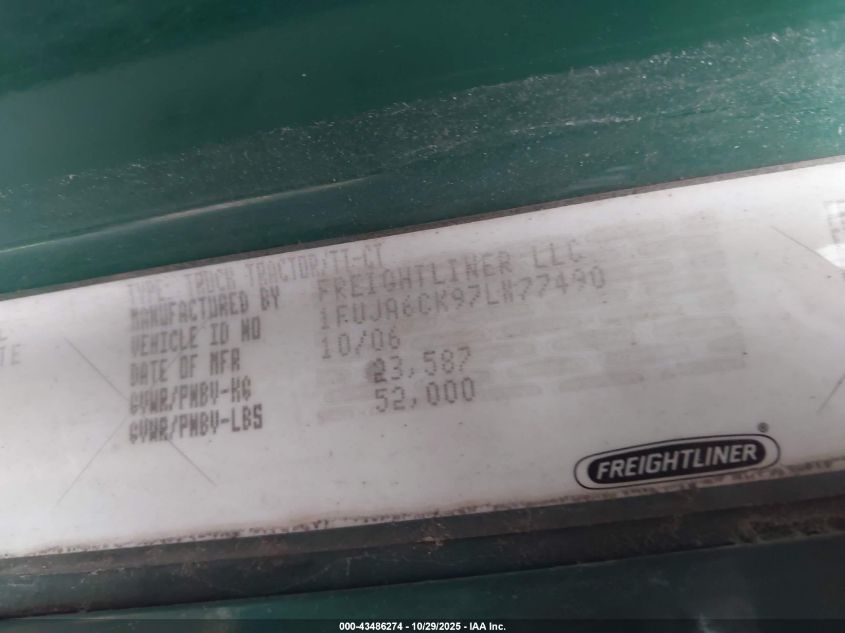 TYPE: TRUCK TRACTOR/TT-CT
MANUFACTURED BY FREIGHTLINER LLC
VEHICLE ID NO 1FUJA6CK97LW77490
DATE OF MFR 10/06
GVWR/PNBV-KG 23,587
GVWR/PNBV-LBS 52,000
FREIGHTLINER®
000-43486274 - 10/29/2025 - IAA Inc.